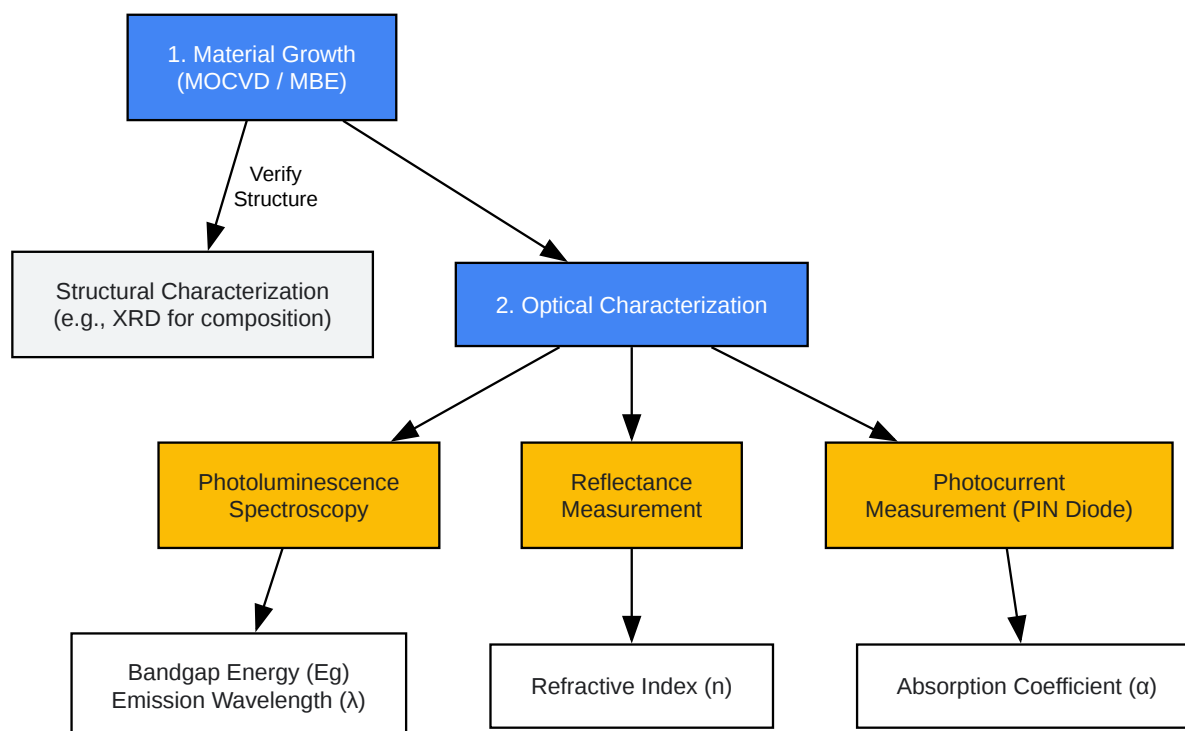 1. Material Growth
(MOCVD / MBE)
Verify
Structure
Structural Characterization
(e.g., XRD for composition)
2. Optical Characterization
Photoluminescence
Spectroscopy
Reflectance
Measurement
Photocurrent
Measurement (PIN Diode)
Bandgap Energy (Eg)
Emission Wavelength (λ)
Refractive Index (n)
Absorption Coefficient (α)